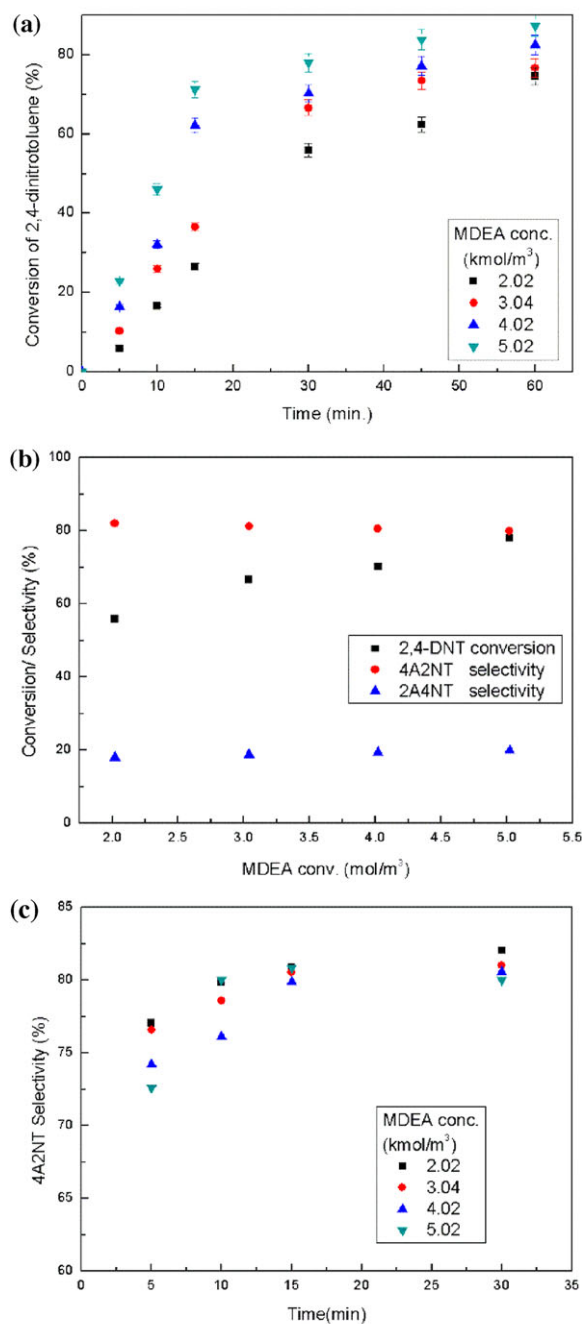 (a)
Conversion of 2,4-dinitrotoluene (%)
80
60
40
20
0
0 10 20 30 40 50 60
Time (min.)
MDEA conc.
(kmol/m³)
2.02
3.04
4.02
5.02
(b)
Conversiion/ Selectivity (%)
100
80
60
40
20
0
2.0 2.5 3.0 3.5 4.0 4.5 5.0 5.5
MDEA conv. (mol/m³)
2,4-DNT conversion
4A2NT selectivity
2A4NT selectivity
(c)
4A2NT Selectivity (%)
85
80
75
70
65
60
0 5 10 15 20 25 30 35
Time(min)
MDEA conc.
(kmol/m³)
2.02
3.04
4.02
5.02